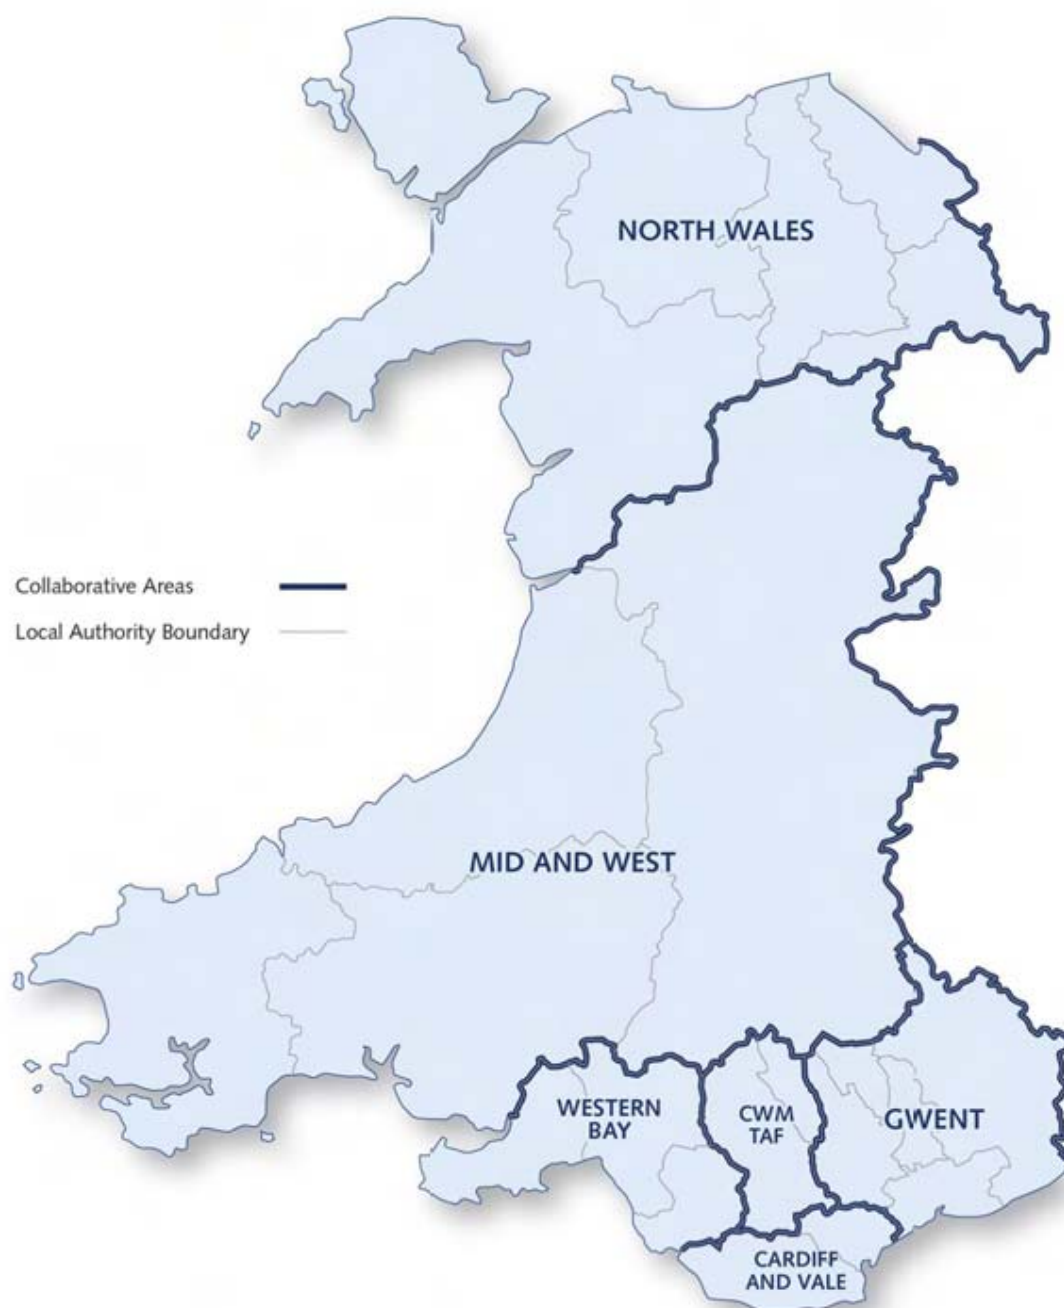 NORTH WALES
Collaborative Areas
Local Authority Boundary
MID AND WEST
WESTERN
BAY
CWM
TAF
GWENT
CARDIFF
AND VALE